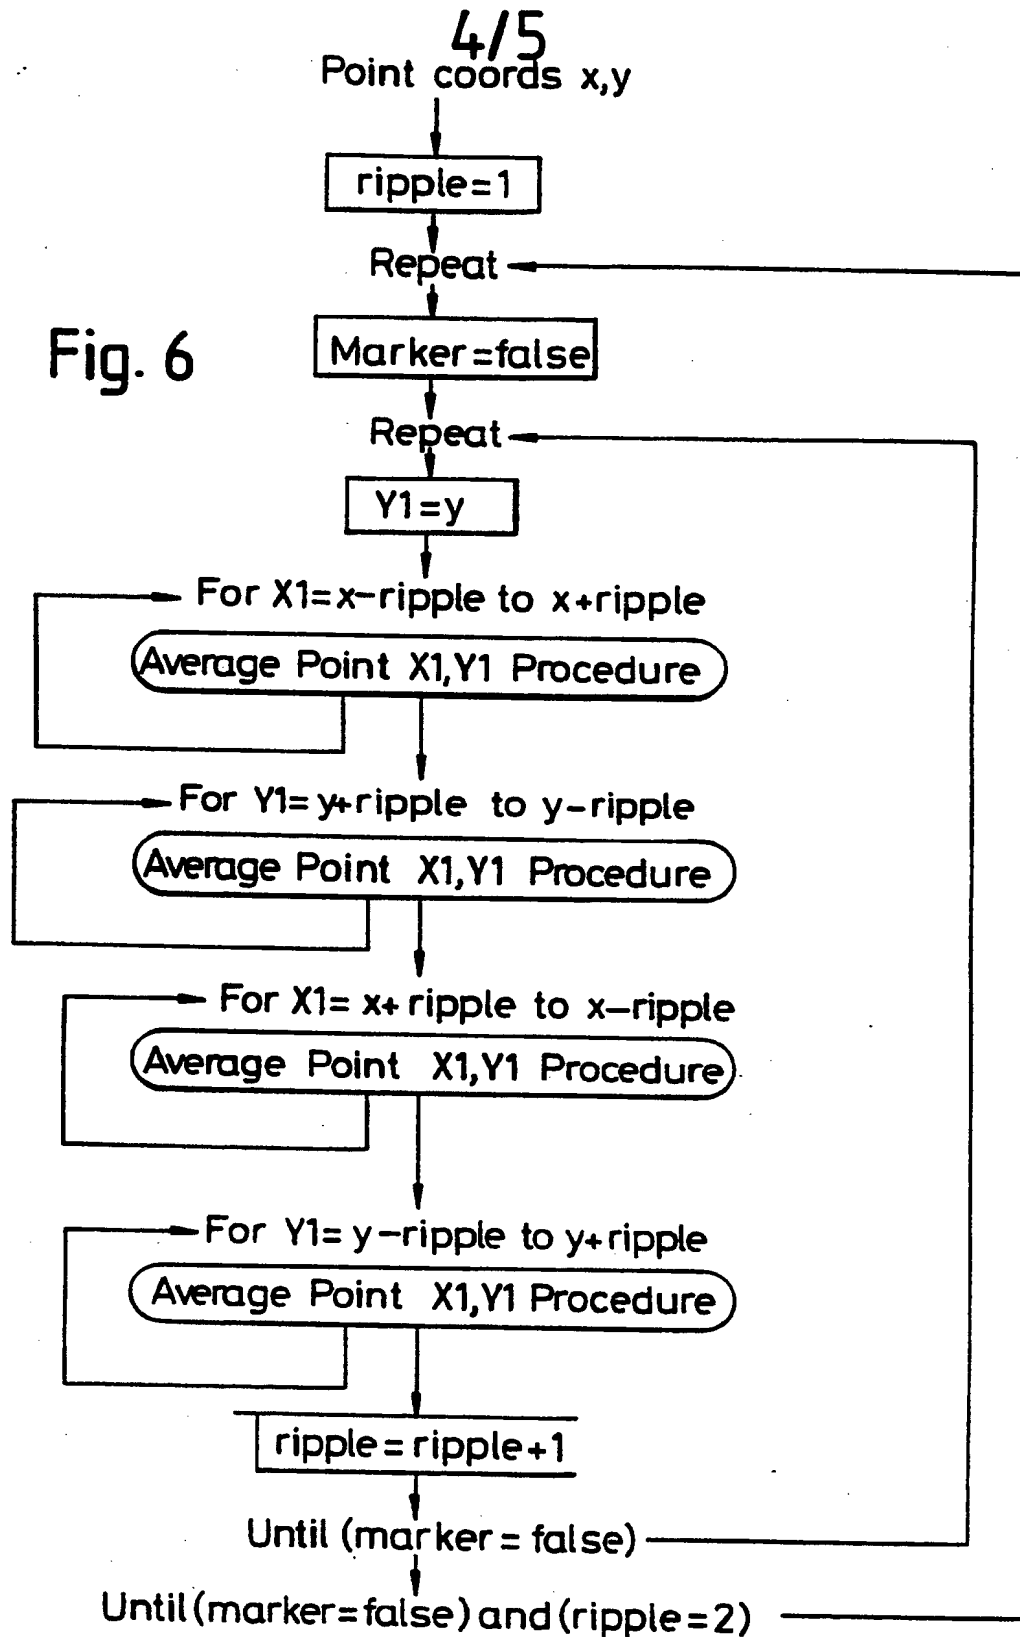 4/5
Point coords x,y
ripple=1
Repeat
Fig. 6
Marker=false
Repeat
Y1=y
For X1=x-ripple to x+ripple
Average Point X1,Y1 Procedure
For Y1=y+ripple to y-ripple
Average Point X1,Y1 Procedure
For X1=x+ripple to x-ripple
Average Point X1,Y1 Procedure
For Y1=y-ripple to y+ripple
Average Point X1,Y1 Procedure
ripple=ripple+1
Until (marker=false)
Until(marker=false)and(ripple=2)